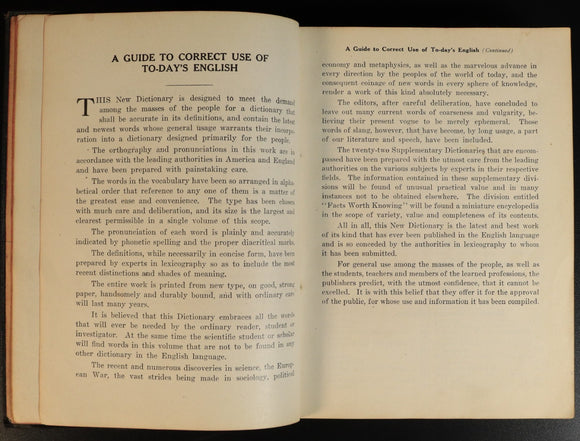 A GUIDE TO CORRECT USE OF
TO-DAY'S ENGLISH
THIS New Dictionary is designed to meet the demand
among the masses of the people for a dictionary that
shall be accurate in its definitions, and contain the latest
and newest words whose general usage warrants their incorpo-
ration into a dictionary designed primarily for the people.
The orthography and pronunciations in this work are in
accordance with the leading authorities in America and England
and have been prepared with painstaking care.
The words in the vocabulary have been so arranged in alpha-
betical order that reference to any one of them is a matter of
the greatest ease and convenience. The type has been chosen
with much care and deliberation, and its size is the largest and
clearest permissible in a single volume of this scope.
The pronunciation of each word is plainly and accurately
indicated by phonetic spelling and the proper diacritical marks.
The definitions, while necessarily in concise form, have been
prepared by experts in lexicography so as to include the most
recent distinctions and shades of meaning.
The entire work is printed from new type, on good, strong
paper, handsomely and durably bound, and with ordinary care
will last many years.
It is believed that this Dictionary embraces all the words
that will ever be needed by the ordinary reader, student or
investigator. At the same time the scientific student or scholar
will find words in this volume that are not to be found in any
other dictionary in the English language.
The recent and numerous discoveries in science, the Europ-
ean War, the vast strides being made in sociology, political
A Guide to Correct Use of To-day's English (Continued)
economy and metaphysics, as well as the marvelous advance in
every direction by the peoples of the world of today, and the
consequent coinage of new words in every sphere of knowledge,
render a work of this kind absolutely necessary.
The editors, after careful deliberation, have concluded to
leave out many current words of coarseness and vulgarity, be-
lieving their present vogue to be merely ephemeral. Those
words of slang, however, that have become, by long usage, a part
of our literature and speech, have been included.
The twenty-two Supplementary Dictionaries that are encom-
passed have been prepared with the utmost care from the leading
authorities on the various subjects by experts in their respective
fields. The information contained in these supplementary divi-
sions will be found of unusual practical value and in many
instances not to be obtained elsewhere. The division entitled
"Facts Worth Knowing" will be found a miniature encyclopedia
in the scope of variety, value and completeness of its contents.
All in all, this New Dictionary is the latest and best work
of its kind that has ever been published in the English language
and is so conceded by the authorities in lexicography to whom
it has been submitted.
For general use among the masses of the people, as well as
the students, teachers and members of the learned professions, the
publishers predict, with the utmost confidence, that it cannot be
excelled. It is with this belief that they offer it for the approval
of the public, for whose use and information it has been compiled.